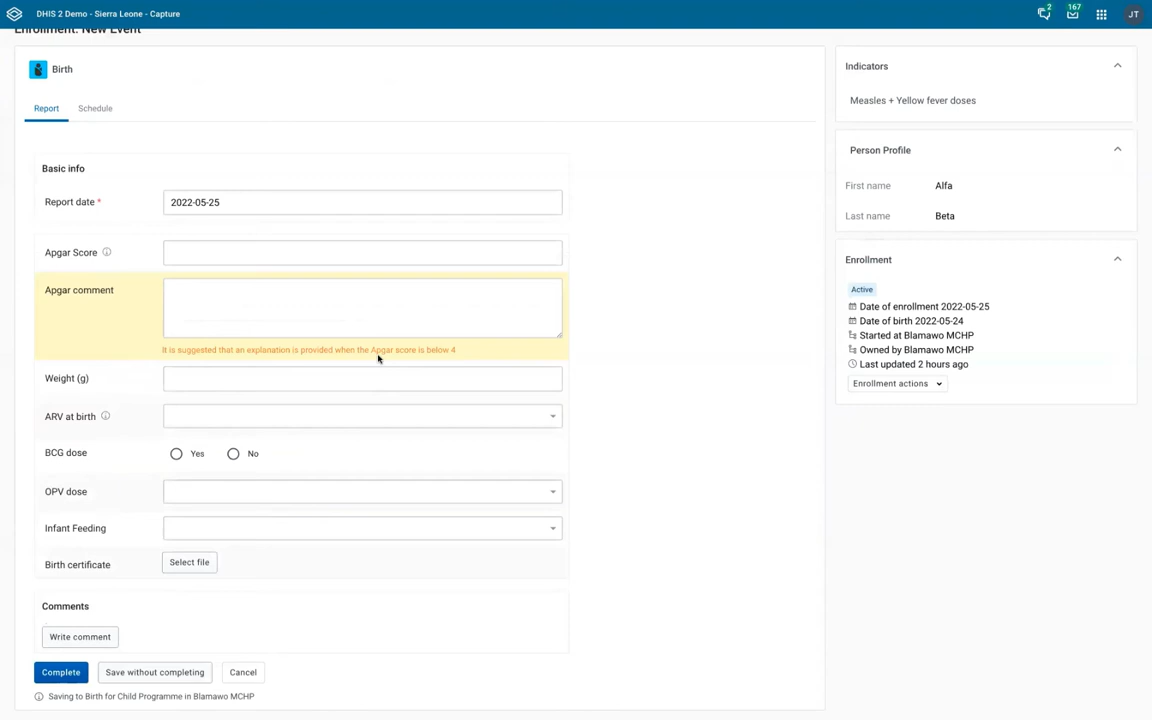 DHIS 2 Demo - Sierra Leone - Capture
2
167
JT
Enrollment: New Event
Birth
Report
Schedule
Basic info
Report date *
2022-05-25
Apgar Score
Apgar comment
It is suggested that an explanation is provided when the Apgar score is below 4
Weight (g)
ARV at birth
BCG dose
Yes
No
OPV dose
Infant Feeding
Birth certificate
Select file
Comments
Write comment
Complete
Save without completing
Cancel
Saving to Birth for Child Programme in Blamawo MCHP
Indicators
Measles + Yellow fever doses
Person Profile
First name
Alfa
Last name
Beta
Enrollment
Active
Date of enrollment 2022-05-25
Date of birth 2022-05-24
Started at Blamawo MCHP
Owned by Blamawo MCHP
Last updated 2 hours ago
Enrollment actions